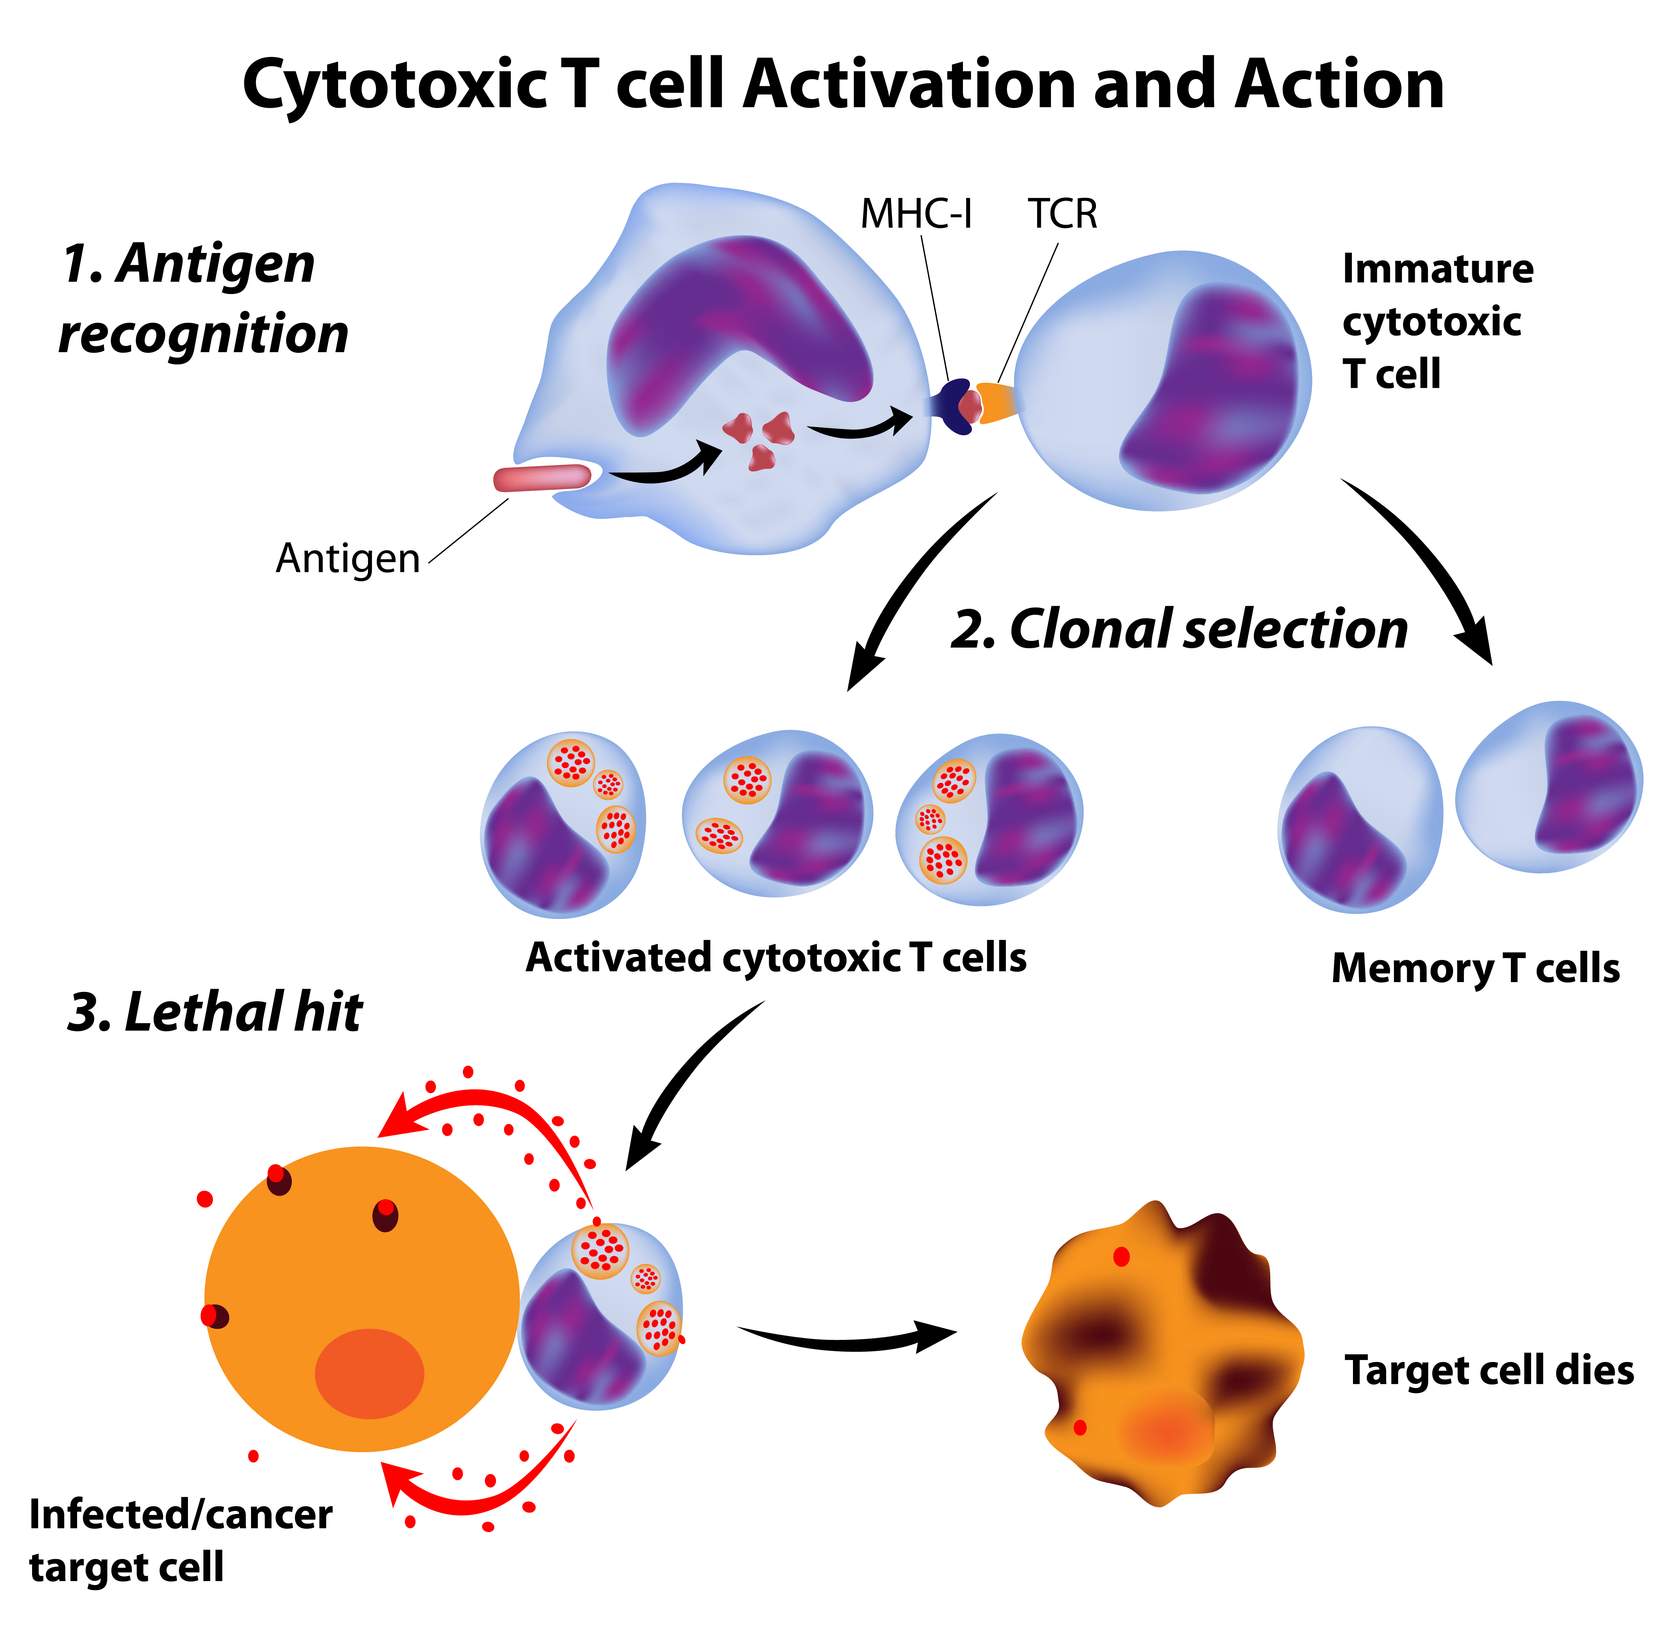 Cytotoxic T cell Activation and Action
1. Antigen
recognition
MHC-I
TCR
Immature
cytotoxic
T cell
Antigen
2. Clonal selection
Activated cytotoxic T cells
Memory T cells
3. Lethal hit
Target cell dies
Infected/cancer
target cell